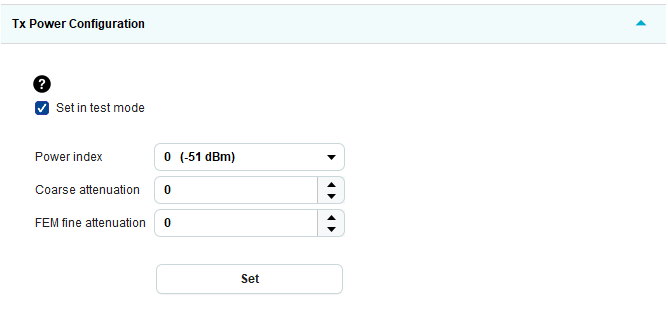 Tx Power Configuration
?
Set in test mode
Power index 0 (-51 dBm)
Coarse attenuation 0
FEM fine attenuation 0
Set